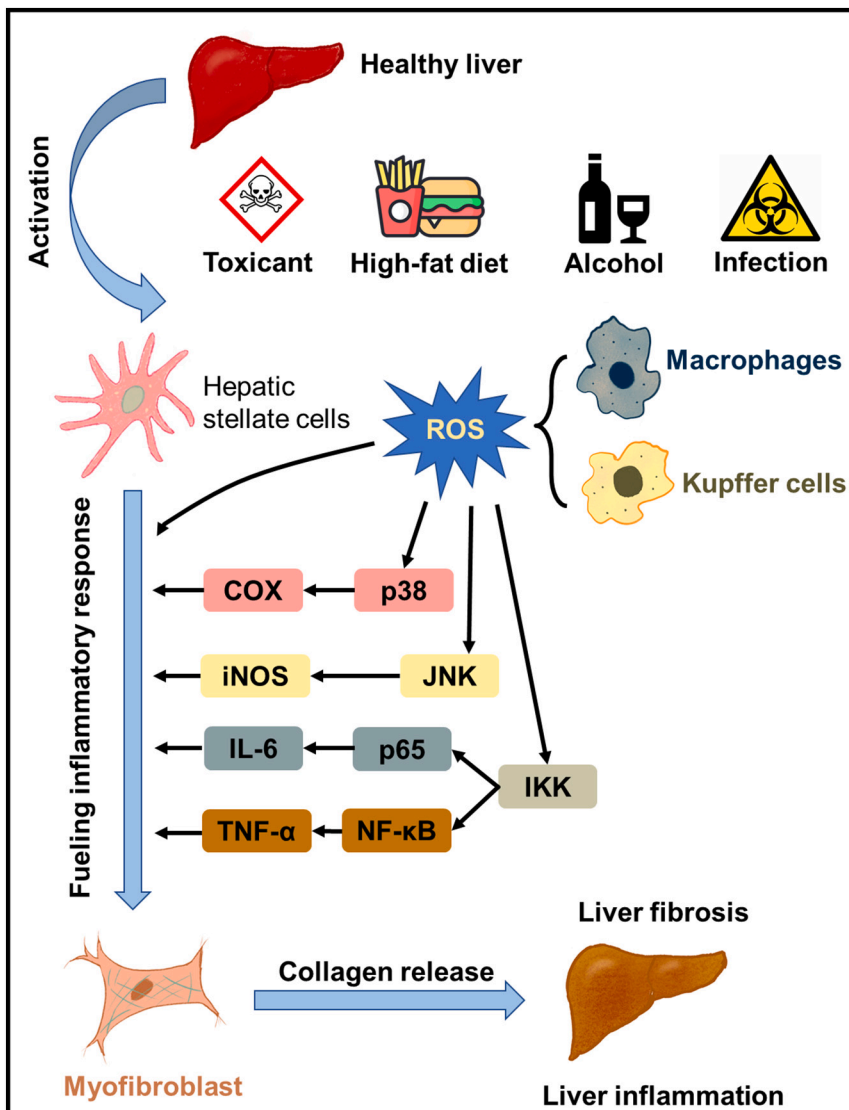 Healthy liver
Activation
Toxicant
High-fat diet
Alcohol
Infection
Hepatic
stellate cells
ROS
Macrophages
Kupffer cells
Fueling inflammatory response
COX
p38
iNOS
JNK
IL-6
p65
IKK
TNF-α
NF-κB
Liver fibrosis
Collagen release
Myofibroblast
Liver inflammation